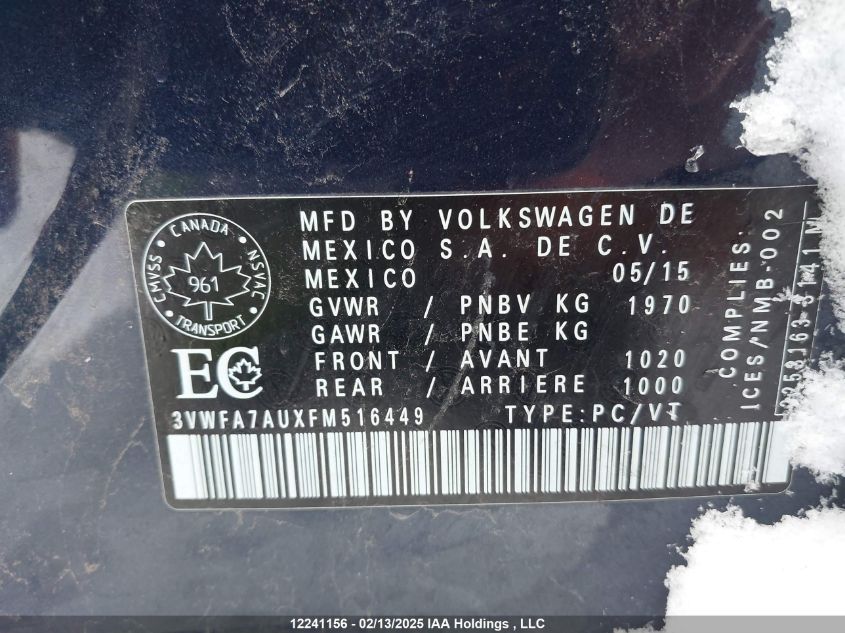 CANADA
CMVSS NSVAC
961
TRANSPORT
EC
MFD BY VOLKSWAGEN DE
MEXICO S.A. DE C.V.
MEXICO 05/15
GVWR / PNBV KG 1970
GAWR / PNBE KG
FRONT / AVANT 1020
REAR / ARRIERE 1000
3VWFA7AUXFM516449 TYPE:PC/VT
COMPLIES:
ICES/NMB-002
12241156 - 02/13/2025 IAA Holdings , LLC